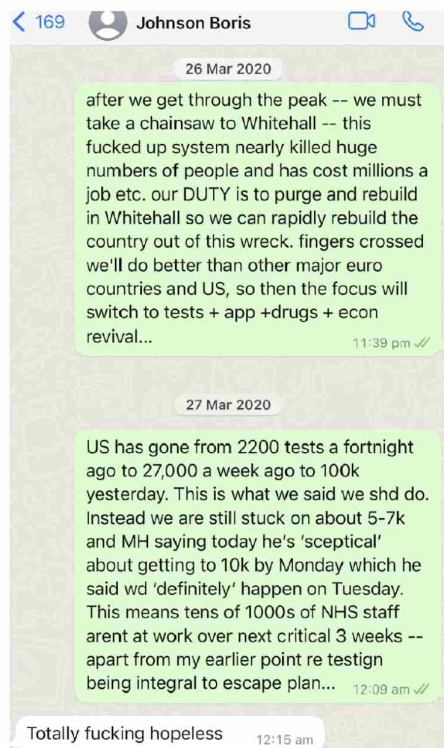 169
Johnson Boris
26 Mar 2020
after we get through the peak -- we must
take a chainsaw to Whitehall -- this
fucked up system nearly killed huge
numbers of people and has cost millions a
job etc. our DUTY is to purge and rebuild
in Whitehall so we can rapidly rebuild the
country out of this wreck. fingers crossed
we'll do better than other major euro
countries and US, so then the focus will
switch to tests + app +drugs + econ
revival...
11:39 pm
27 Mar 2020
US has gone from 2200 tests a fortnight
ago to 27,000 a week ago to 100k
yesterday. This is what we said we shd do.
Instead we are still stuck on about 5-7k
and MH saying today he's 'sceptical'
about getting to 10k by Monday which he
said wd 'definitely' happen on Tuesday.
This means tens of 1000s of NHS staff
arent at work over next critical 3 weeks --
apart from my earlier point re testign
being integral to escape plan...
12:09 am
Totally fucking hopeless
12:15 am